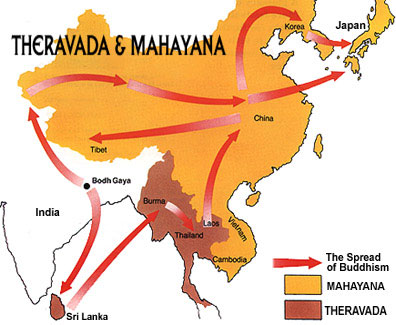 THERAVADA & MAHAYANA
Korea
Japan
China
Tibet
Bodh Gaya
India
Burma
Laos
Thailand
Vietnam
Cambodia
Sri Lanka
The Spread
of Buddhism
MAHAYANA
THERAVADA